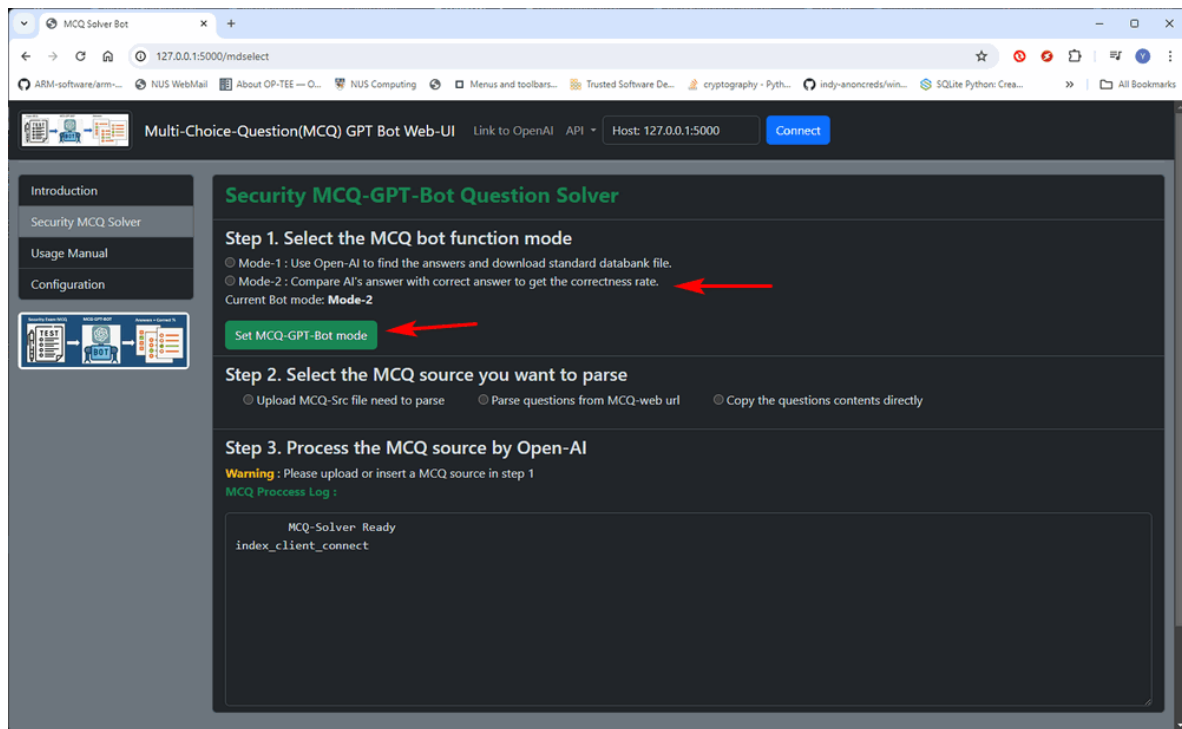 MCQ Solver Bot
127.0.0.1:5000/mdselect
ARM-software/arm-... NUS WebMail About OP-TEE — O... NUS Computing Menus and toolbars... Trusted Software De... cryptography - Pyth... indy-anoncreds/win... SQLite Python: Crea... » All Bookmarks
Multi-Choice-Question(MCQ) GPT Bot Web-UI Link to OpenAI API Host: 127.0.0.1:5000 Connect
Introduction
Security MCQ Solver
Usage Manual
Configuration
TEST
BOT
Security MCQ-GPT-Bot Question Solver
Step 1. Select the MCQ bot function mode
Mode-1 : Use Open-AI to find the answers and download standard databank file.
Mode-2 : Compare AI's answer with correct answer to get the correctness rate.
Current Bot mode: Mode-2
Set MCQ-GPT-Bot mode
Step 2. Select the MCQ source you want to parse
Upload MCQ-Src file need to parse Parse questions from MCQ-web url Copy the questions contents directly
Step 3. Process the MCQ source by Open-AI
Warning : Please upload or insert a MCQ source in step 1
MCQ Proccess Log :
MCQ-Solver Ready
index_client_connect